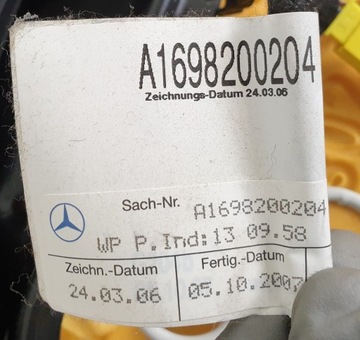 A1698200204
Zeichnungs-Datum 24.03.06
Sach-Nr. A1698200204
WP P.Ind:13 09.58
Zeichn.-Datum Fertig.-Datum
24.03.06 05.10.2007